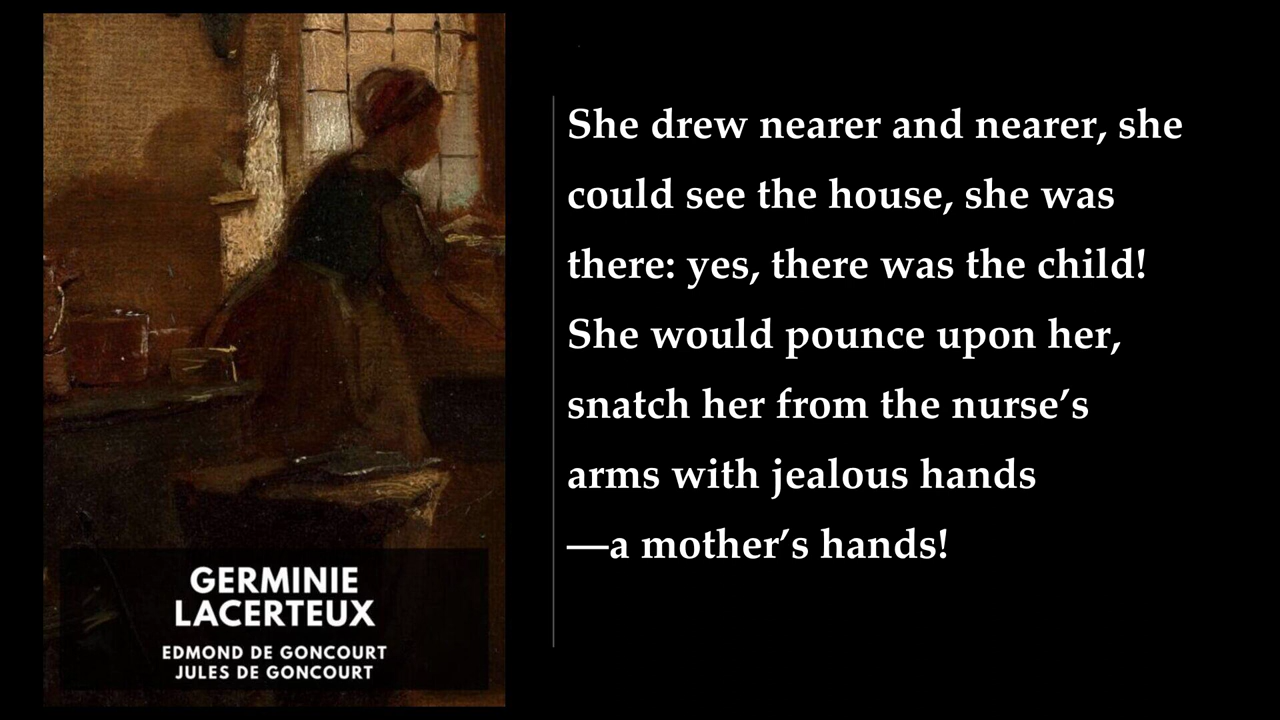 GERMINIE
LACERTEUX
EDMOND DE GONCOURT
JULES DE GONCOURT
She drew nearer and nearer, she
could see the house, she was
there: yes, there was the child!
She would pounce upon her,
snatch her from the nurse’s
arms with jealous hands
—a mother’s hands!